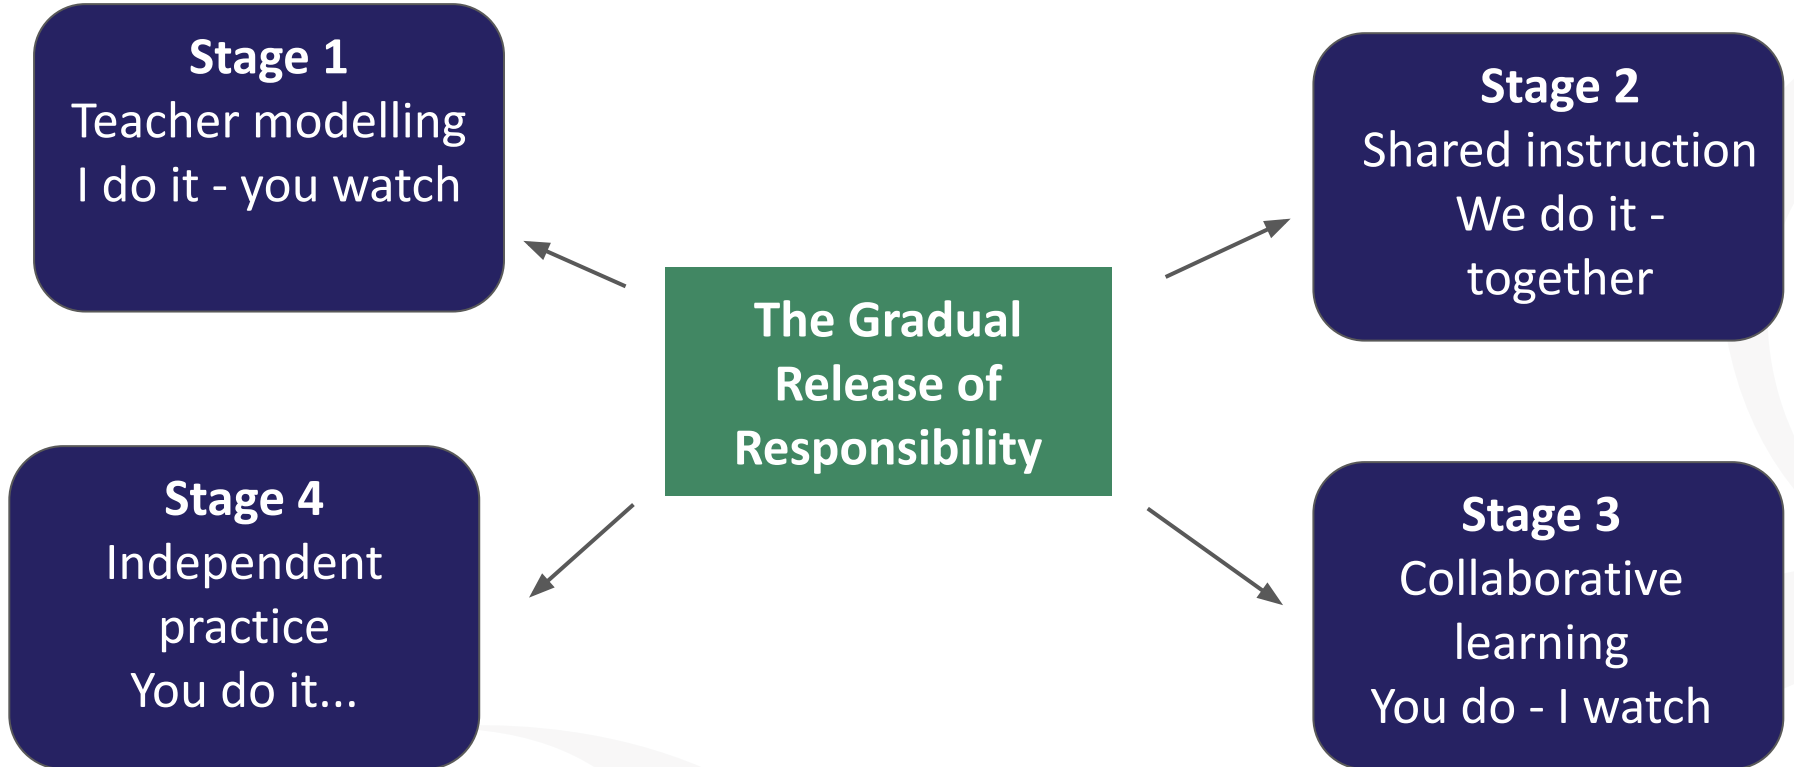 Stage 1
Teacher modelling
I do it - you watch
Stage 2
Shared instruction
We do it -
together
The Gradual
Release of
Responsibility
Stage 3
Collaborative
learning
You do - I watch
Stage 4
Independent
practice
You do it...